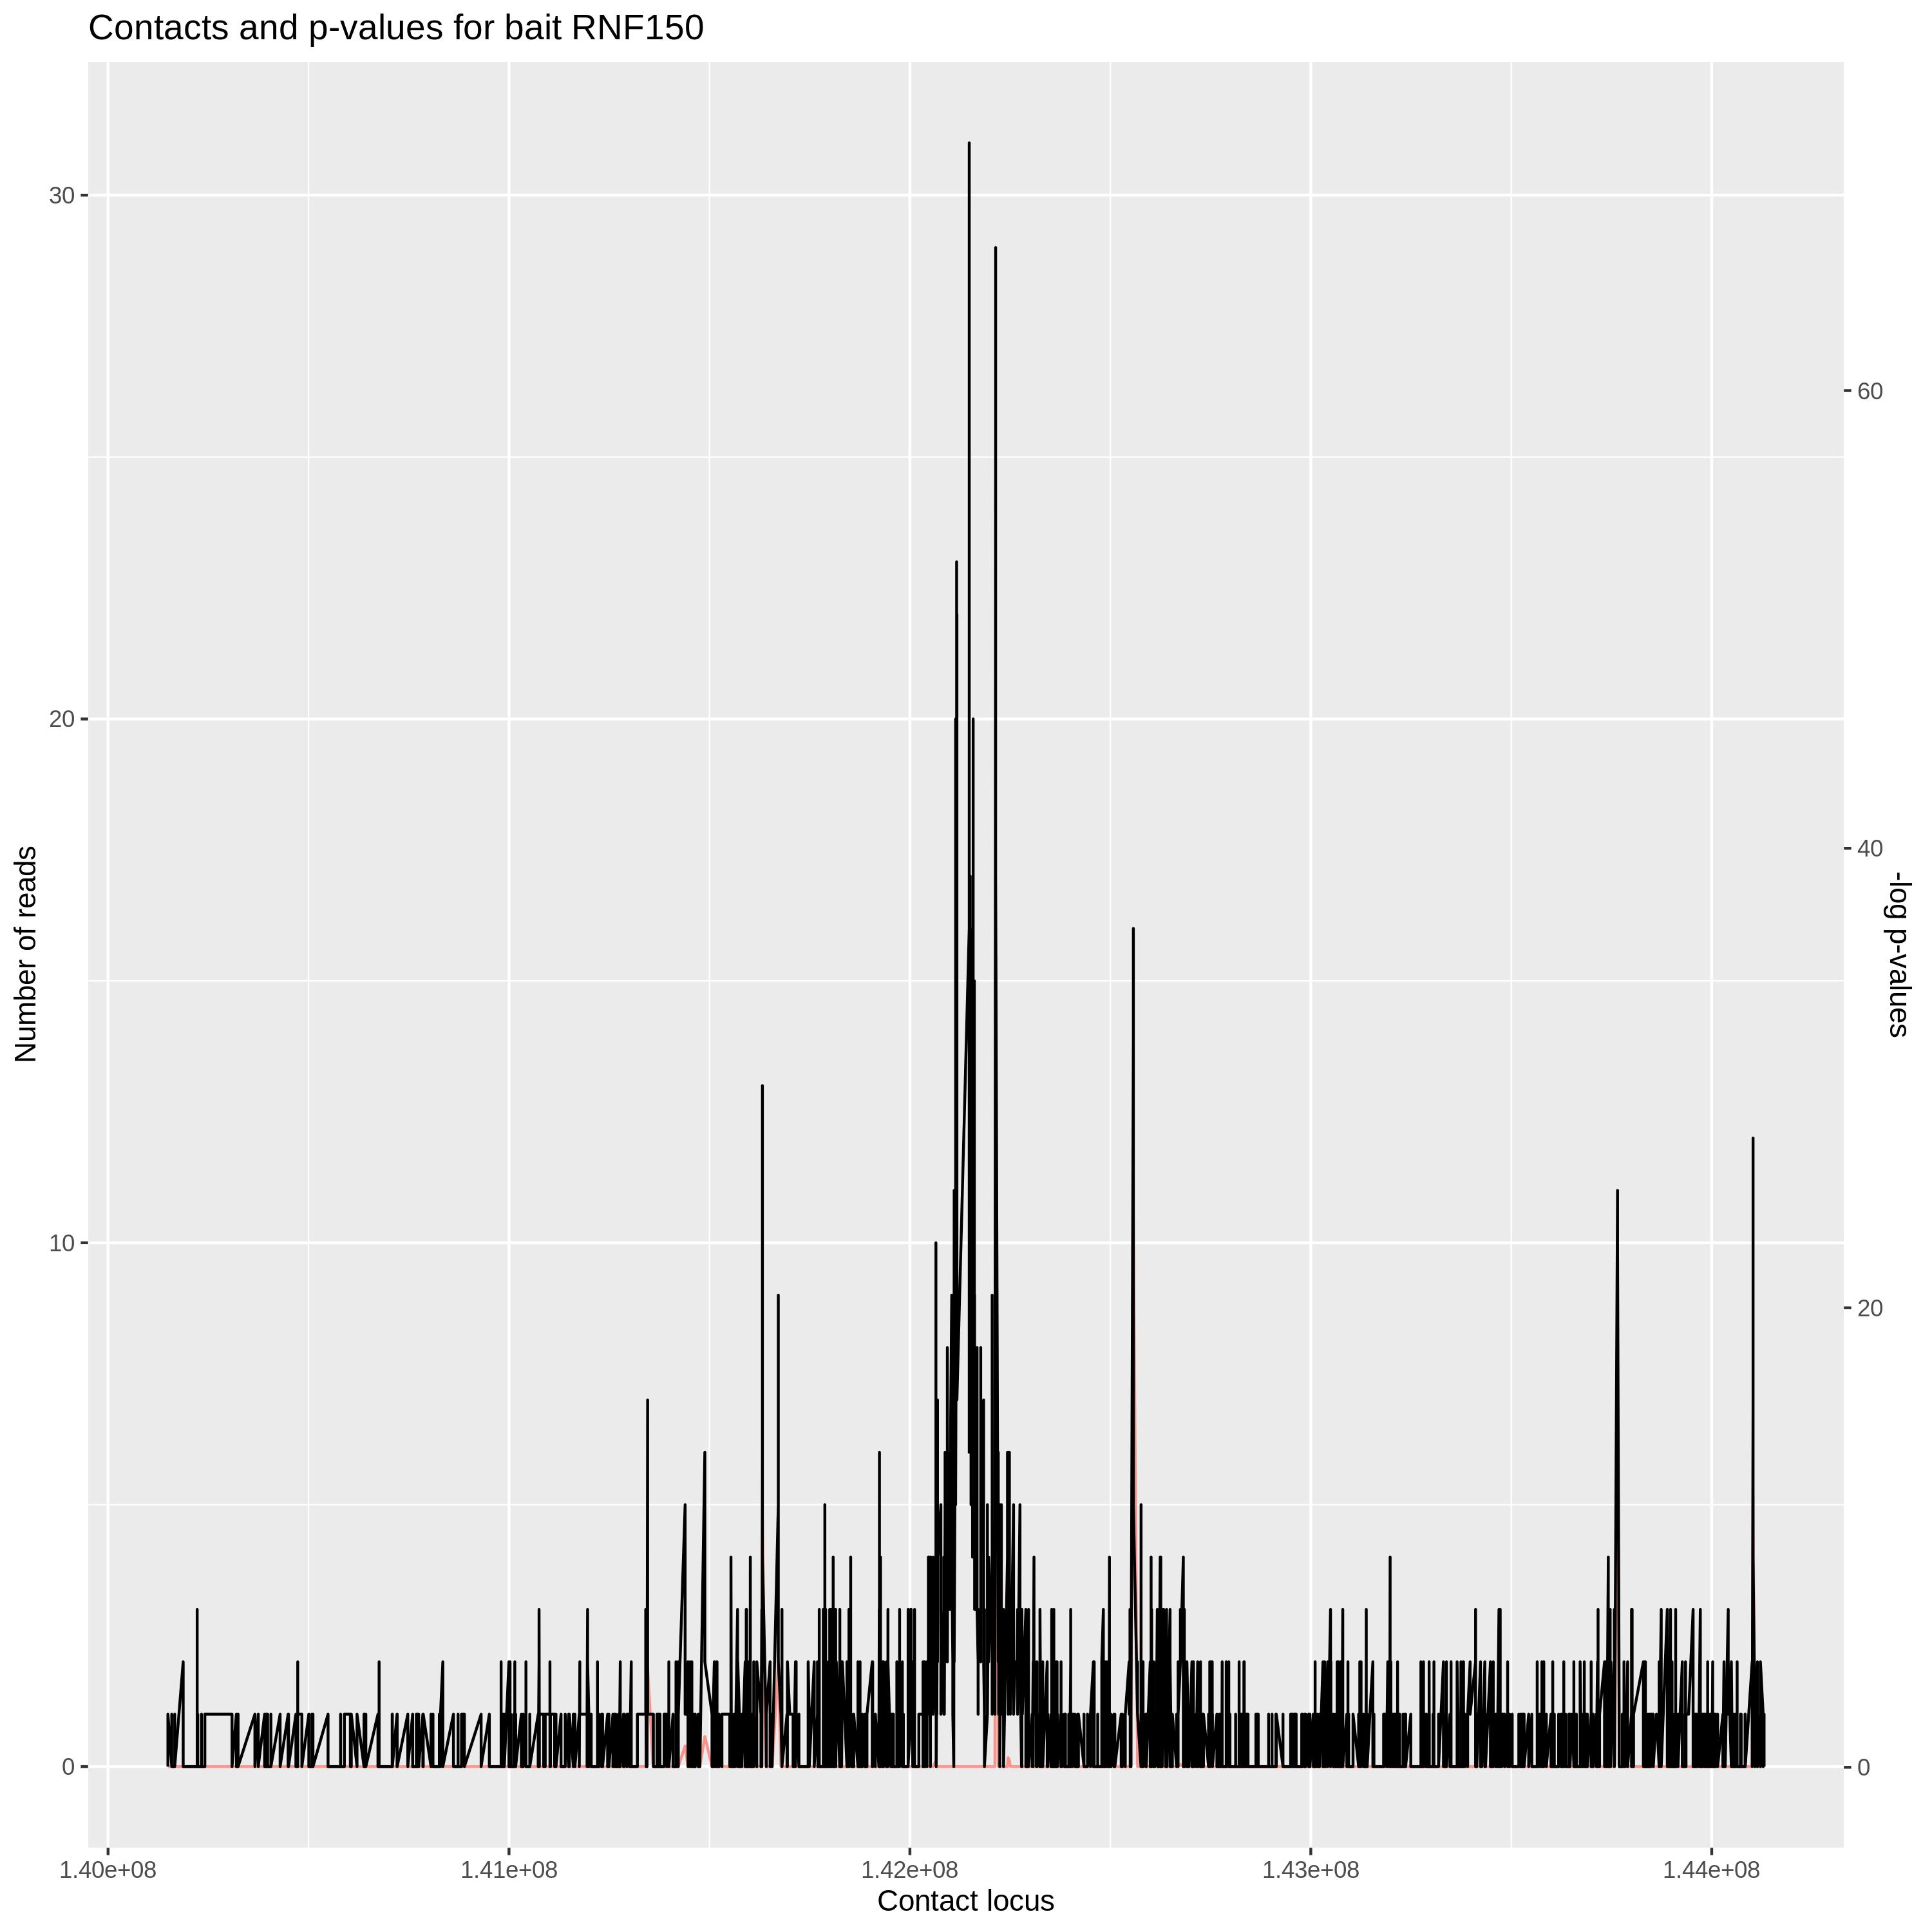 Contacts and p-values for bait RNF150
30
20
10
0
Number of reads
60
40
20
0
-log p-values
1.40e+08
1.41e+08
1.42e+08
1.43e+08
1.44e+08
Contact locus